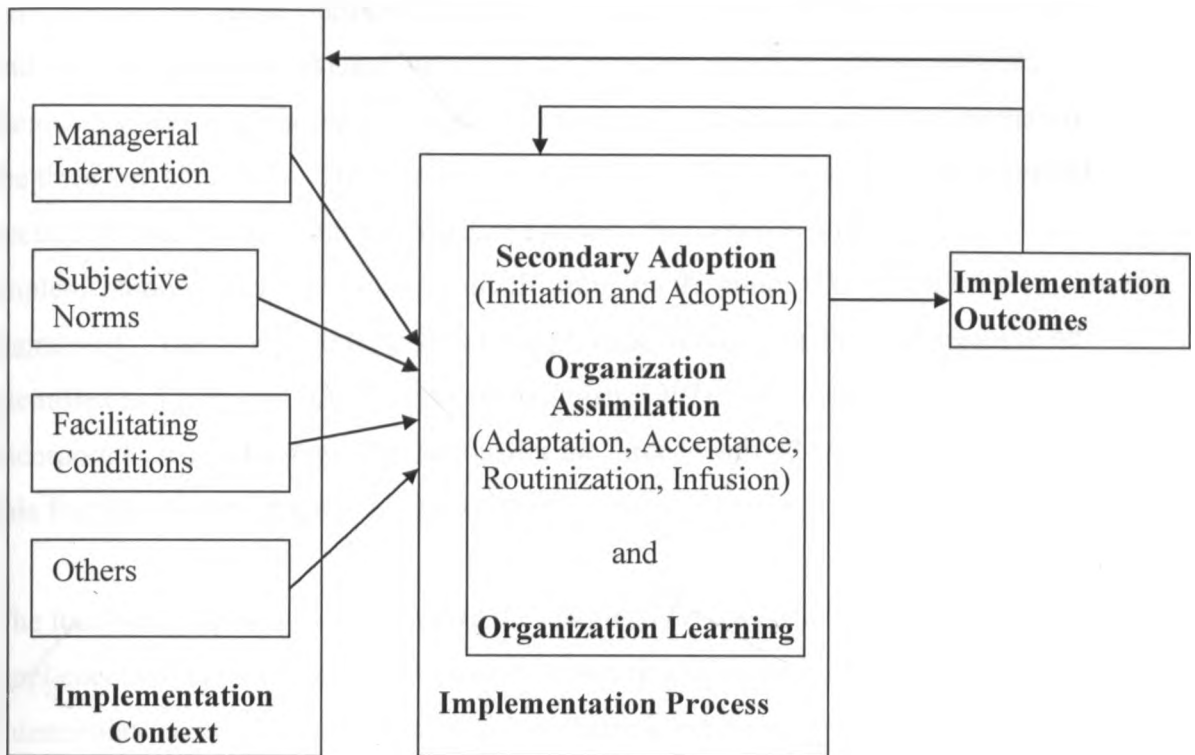 Managerial
Intervention
Subjective
Norms
Facilitating
Conditions
Others
Implementation
Context
Secondary Adoption
(Initiation and Adoption)
Organization
Assimilation
(Adaptation, Acceptance,
Routinization, Infusion)
and
Organization Learning
Implementation Process
Implementation
Outcomes